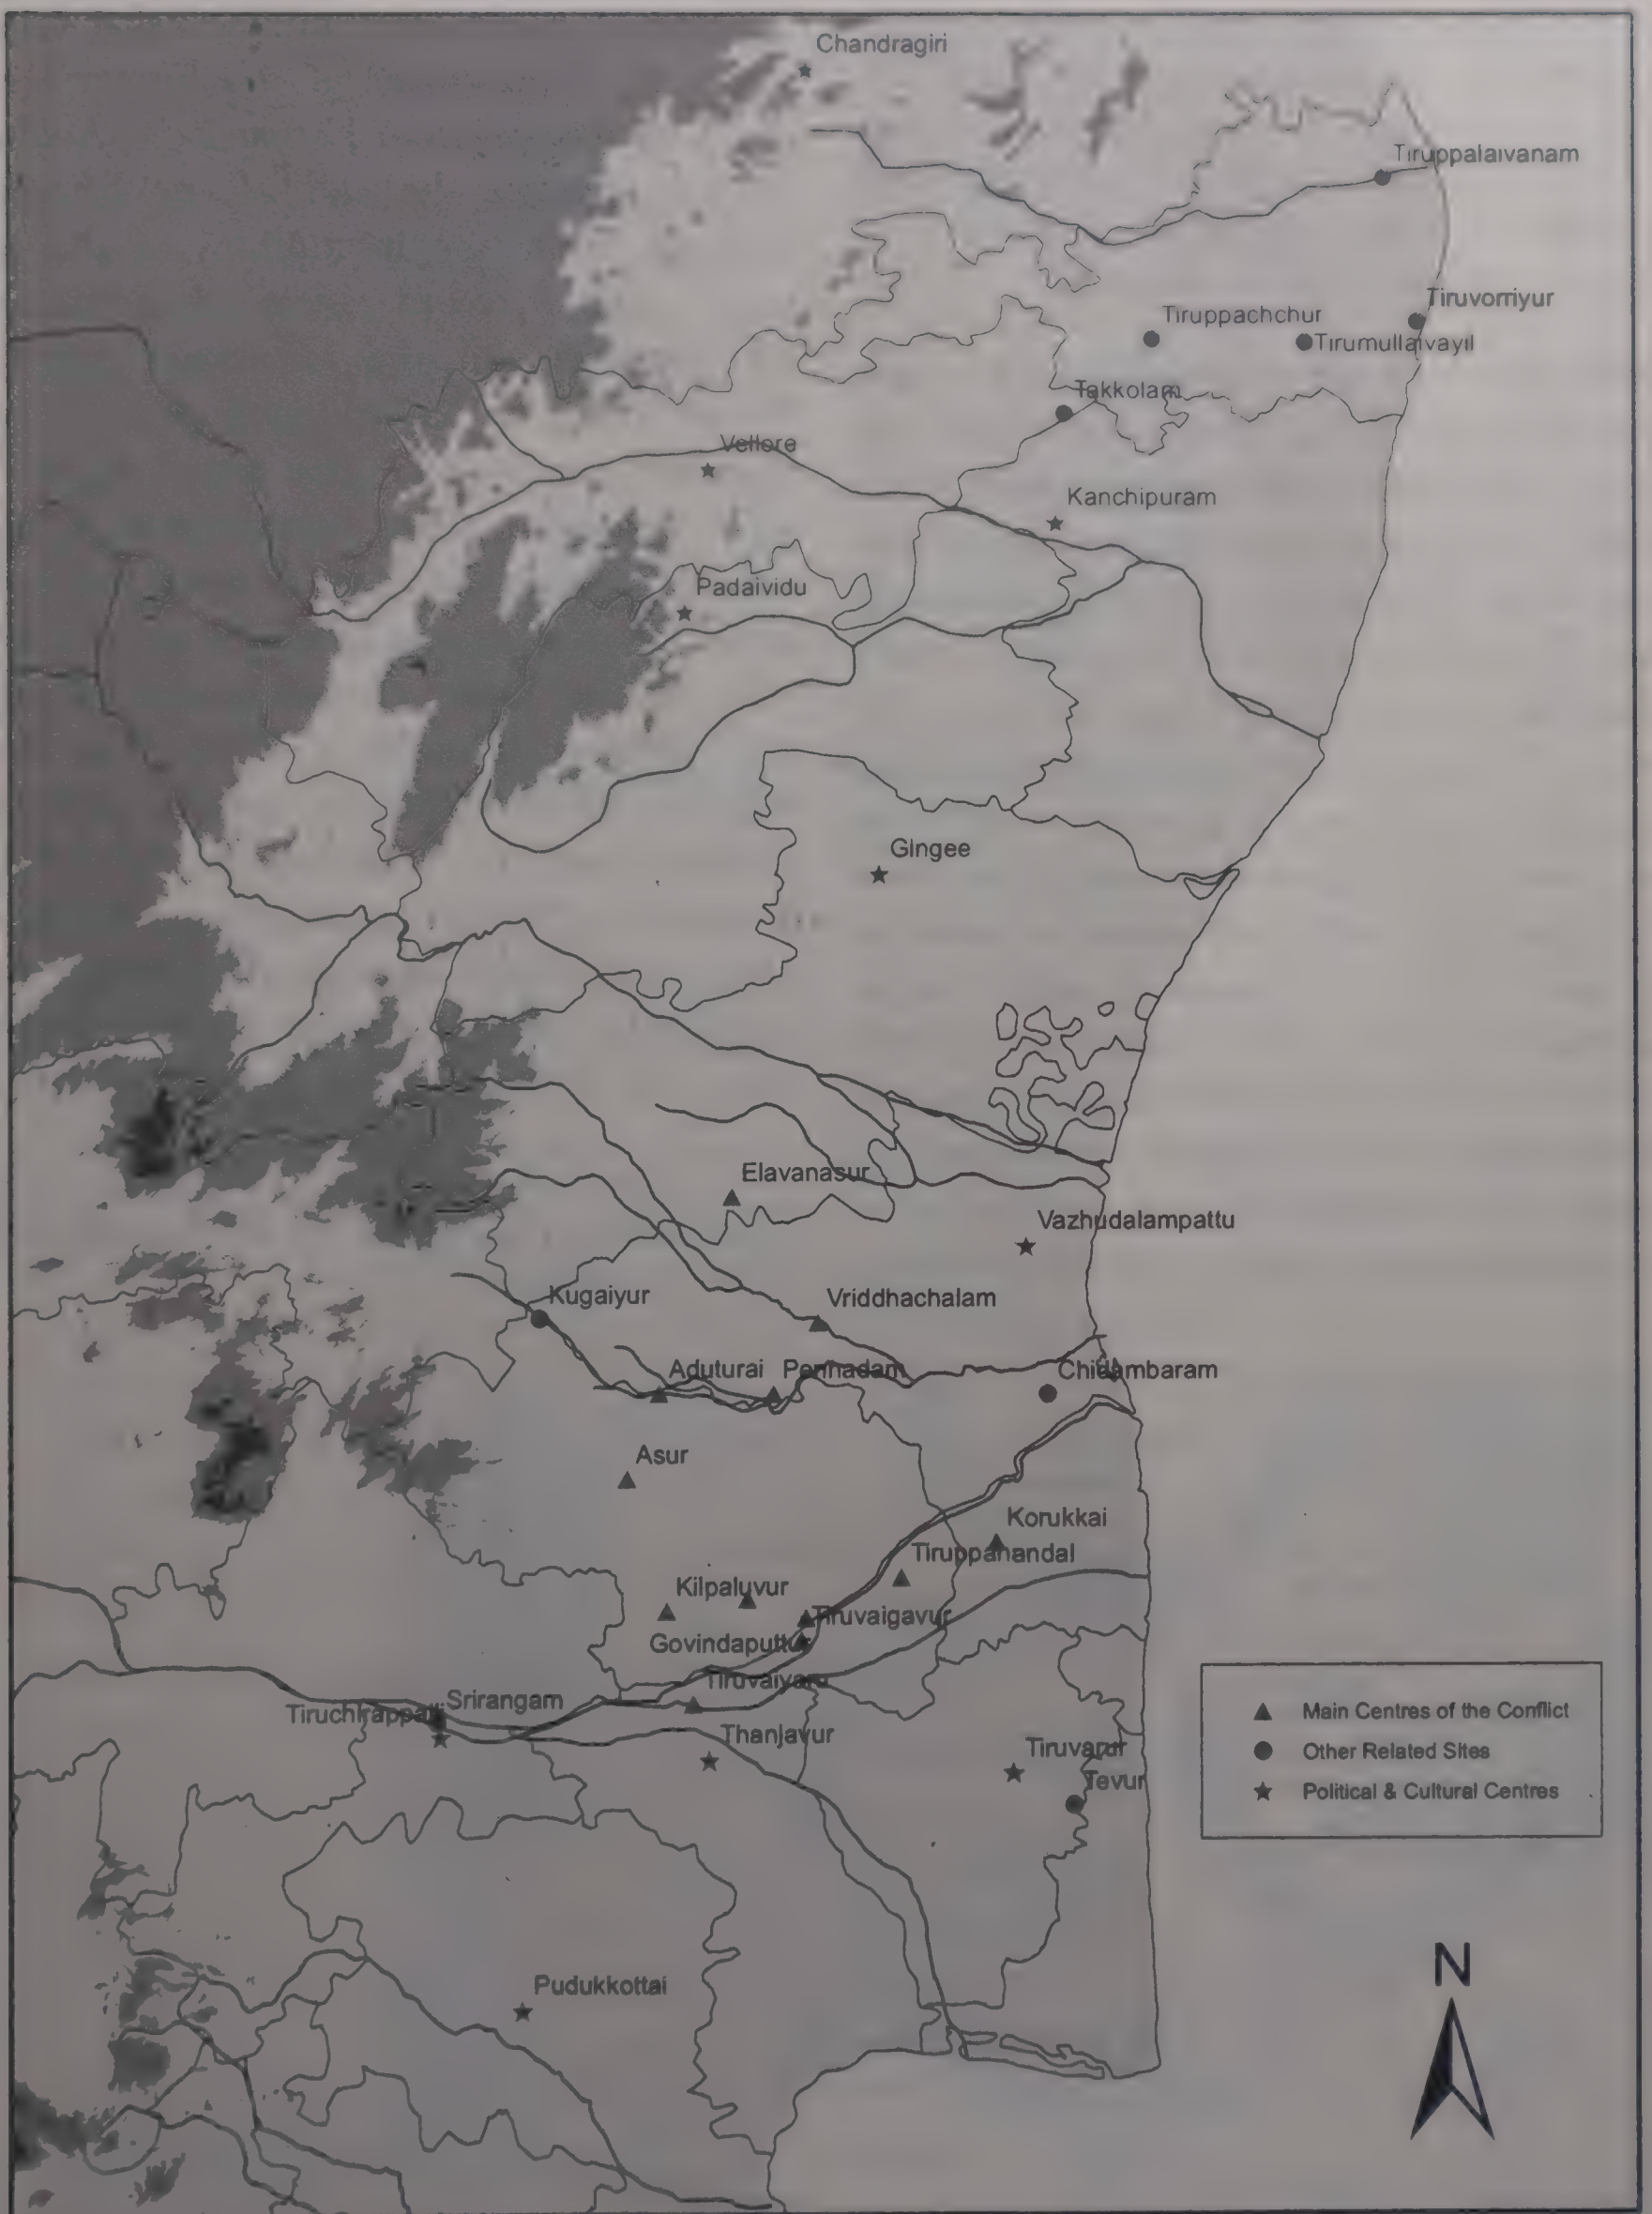 Chandragiri
Tiruppalaivanam
Tiruvorriyur
Tiruppachchur
Tirumullaivayil
Takkolam
Vellore
Kanchipuram
Padaividu
Gingee
Elavanasur
Vazhudalampattu
Kugaiyur
Vriddhachalam
Aduturai Pennadam
Chidambaram
Asur
Korukkai
Tiruppanandal
Kilpaluvur
Tiruvaigavur
Govindaputtur
Tiruvaiyaru
Srirangam
Tiruchirappalli
Thanjavur
Tiruvarur
Tevur
Main Centres of the Conflict
Other Related Sites
Political & Cultural Centres
Pudukkottai
N